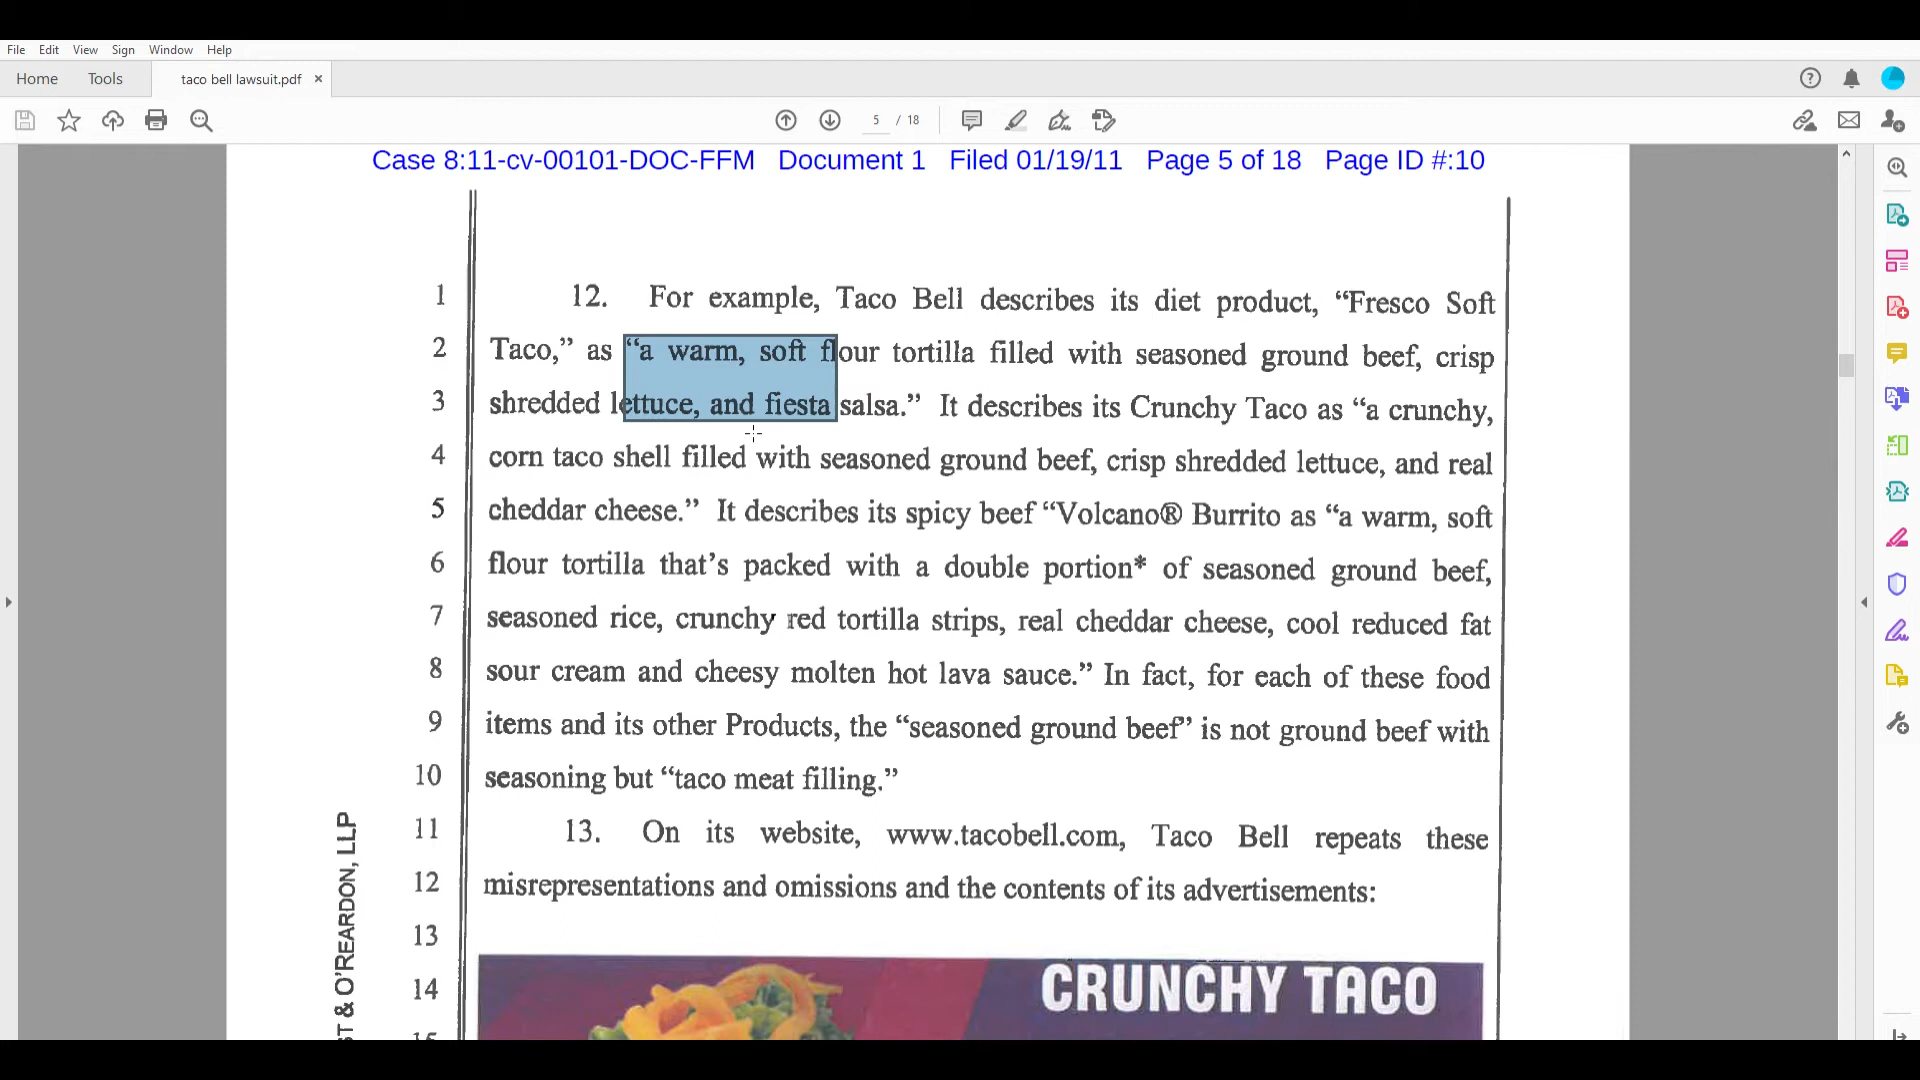 File Edit View Sign Window Help
Home Tools taco bell lawsuit.pdf ×
5 / 18
Case 8:11-cv-00101-DOC-FFM Document 1 Filed 01/19/11 Page 5 of 18 Page ID #:10
1 12. For example, Taco Bell describes its diet product, “Fresco Soft
2 Taco,” as “a warm, soft flour tortilla filled with seasoned ground beef, crisp
3 shredded lettuce, and fiesta salsa.” It describes its Crunchy Taco as “a crunchy,
4 corn taco shell filled with seasoned ground beef, crisp shredded lettuce, and real
5 cheddar cheese.” It describes its spicy beef “Volcano® Burrito as “a warm, soft
6 flour tortilla that’s packed with a double portion* of seasoned ground beef,
7 seasoned rice, crunchy red tortilla strips, real cheddar cheese, cool reduced fat
8 sour cream and cheesy molten hot lava sauce.” In fact, for each of these food
9 items and its other Products, the “seasoned ground beef” is not ground beef with
10 seasoning but “taco meat filling.”
11 13. On its website, www.tacobell.com, Taco Bell repeats these
12 misrepresentations and omissions and the contents of its advertisements:
13
14 CRUNCHY TACO
& O'REARDON, LLP